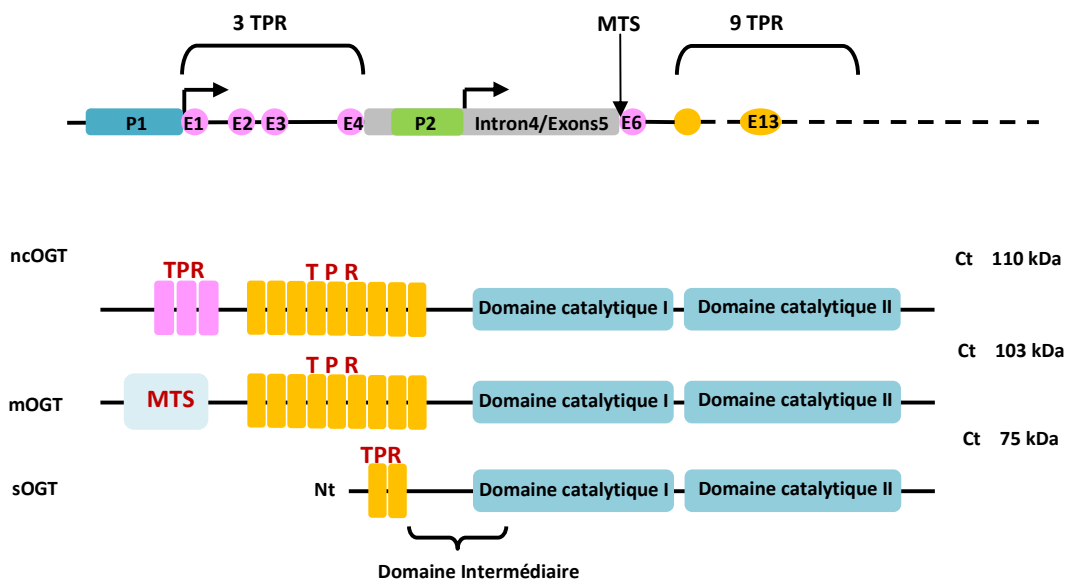 3 TPR
MTS
9 TPR
P1
E1
E2
E3
E4
P2
Intron4/Exons5
E6
E13
ncOGT
TPR
T P R
Ct 110 kDa
Domaine catalytique I
Domaine catalytique II
Ct 103 kDa
mOGT
MTS
T P R
Domaine catalytique I
Domaine catalytique II
Ct 75 kDa
sOGT
TPR
Nt
Domaine catalytique I
Domaine catalytique II
Domaine Intermédiaire